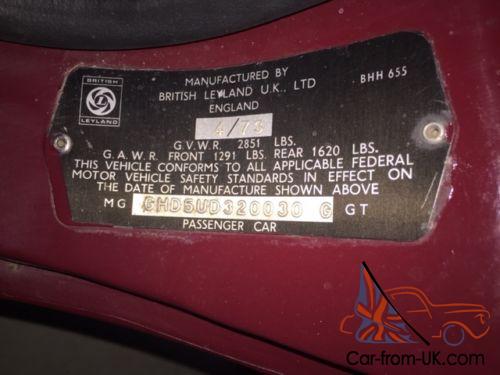 BRITISH
LEYLAND
MANUFACTURED BY
BRITISH LEYLAND U.K., LTD
ENGLAND
BHH 655
4/73
G.V.W.R. 2851 LBS.
G.A.W.R. FRONT 1291 LBS. REAR 1620 LBS.
THIS VEHICLE CONFORMS TO ALL APPLICABLE FEDERAL
MOTOR VEHICLE SAFETY STANDARDS IN EFFECT ON
THE DATE OF MANUFACTURE SHOWN ABOVE
MG GHD5UD320030 G GT
PASSENGER CAR
Car-from-UK.com